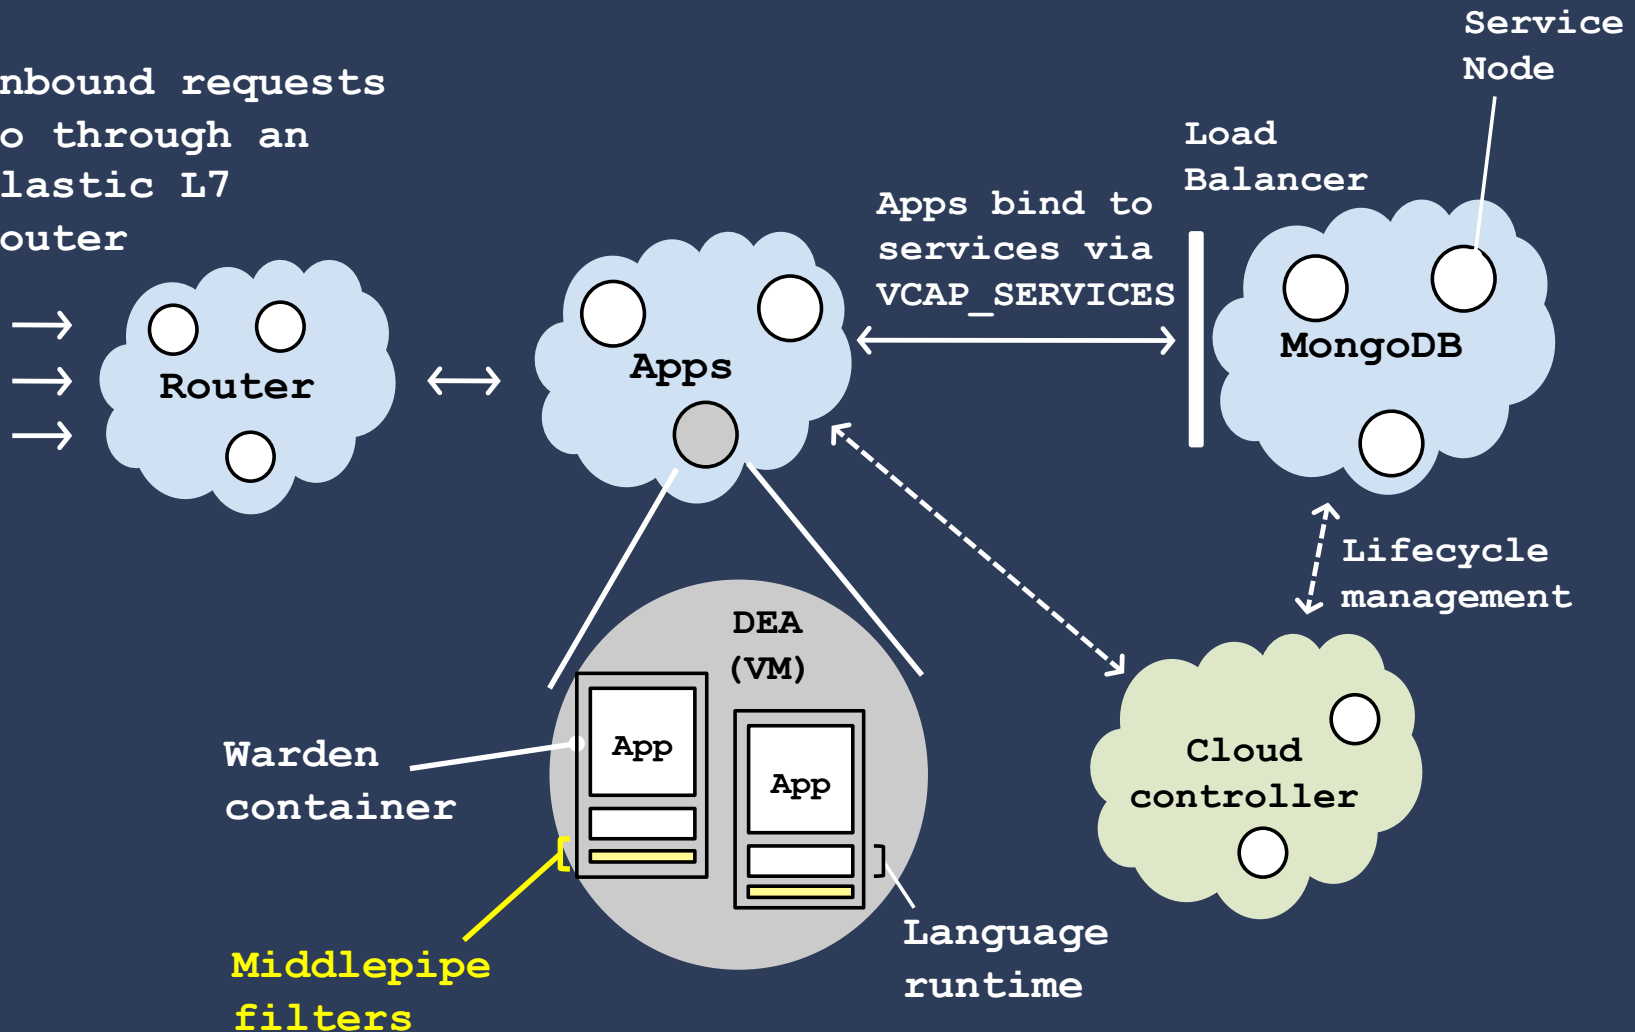 nbound requests
o through an
lastic L7
outer
Service
Node
Load
Balancer
Apps bind to
services via
VCAP_SERVICES
Router
Apps
MongoDB
Lifecycle
management
DEA
(VM)
App
App
Warden
container
Cloud
controller
Middlepipe
filters
Language
runtime